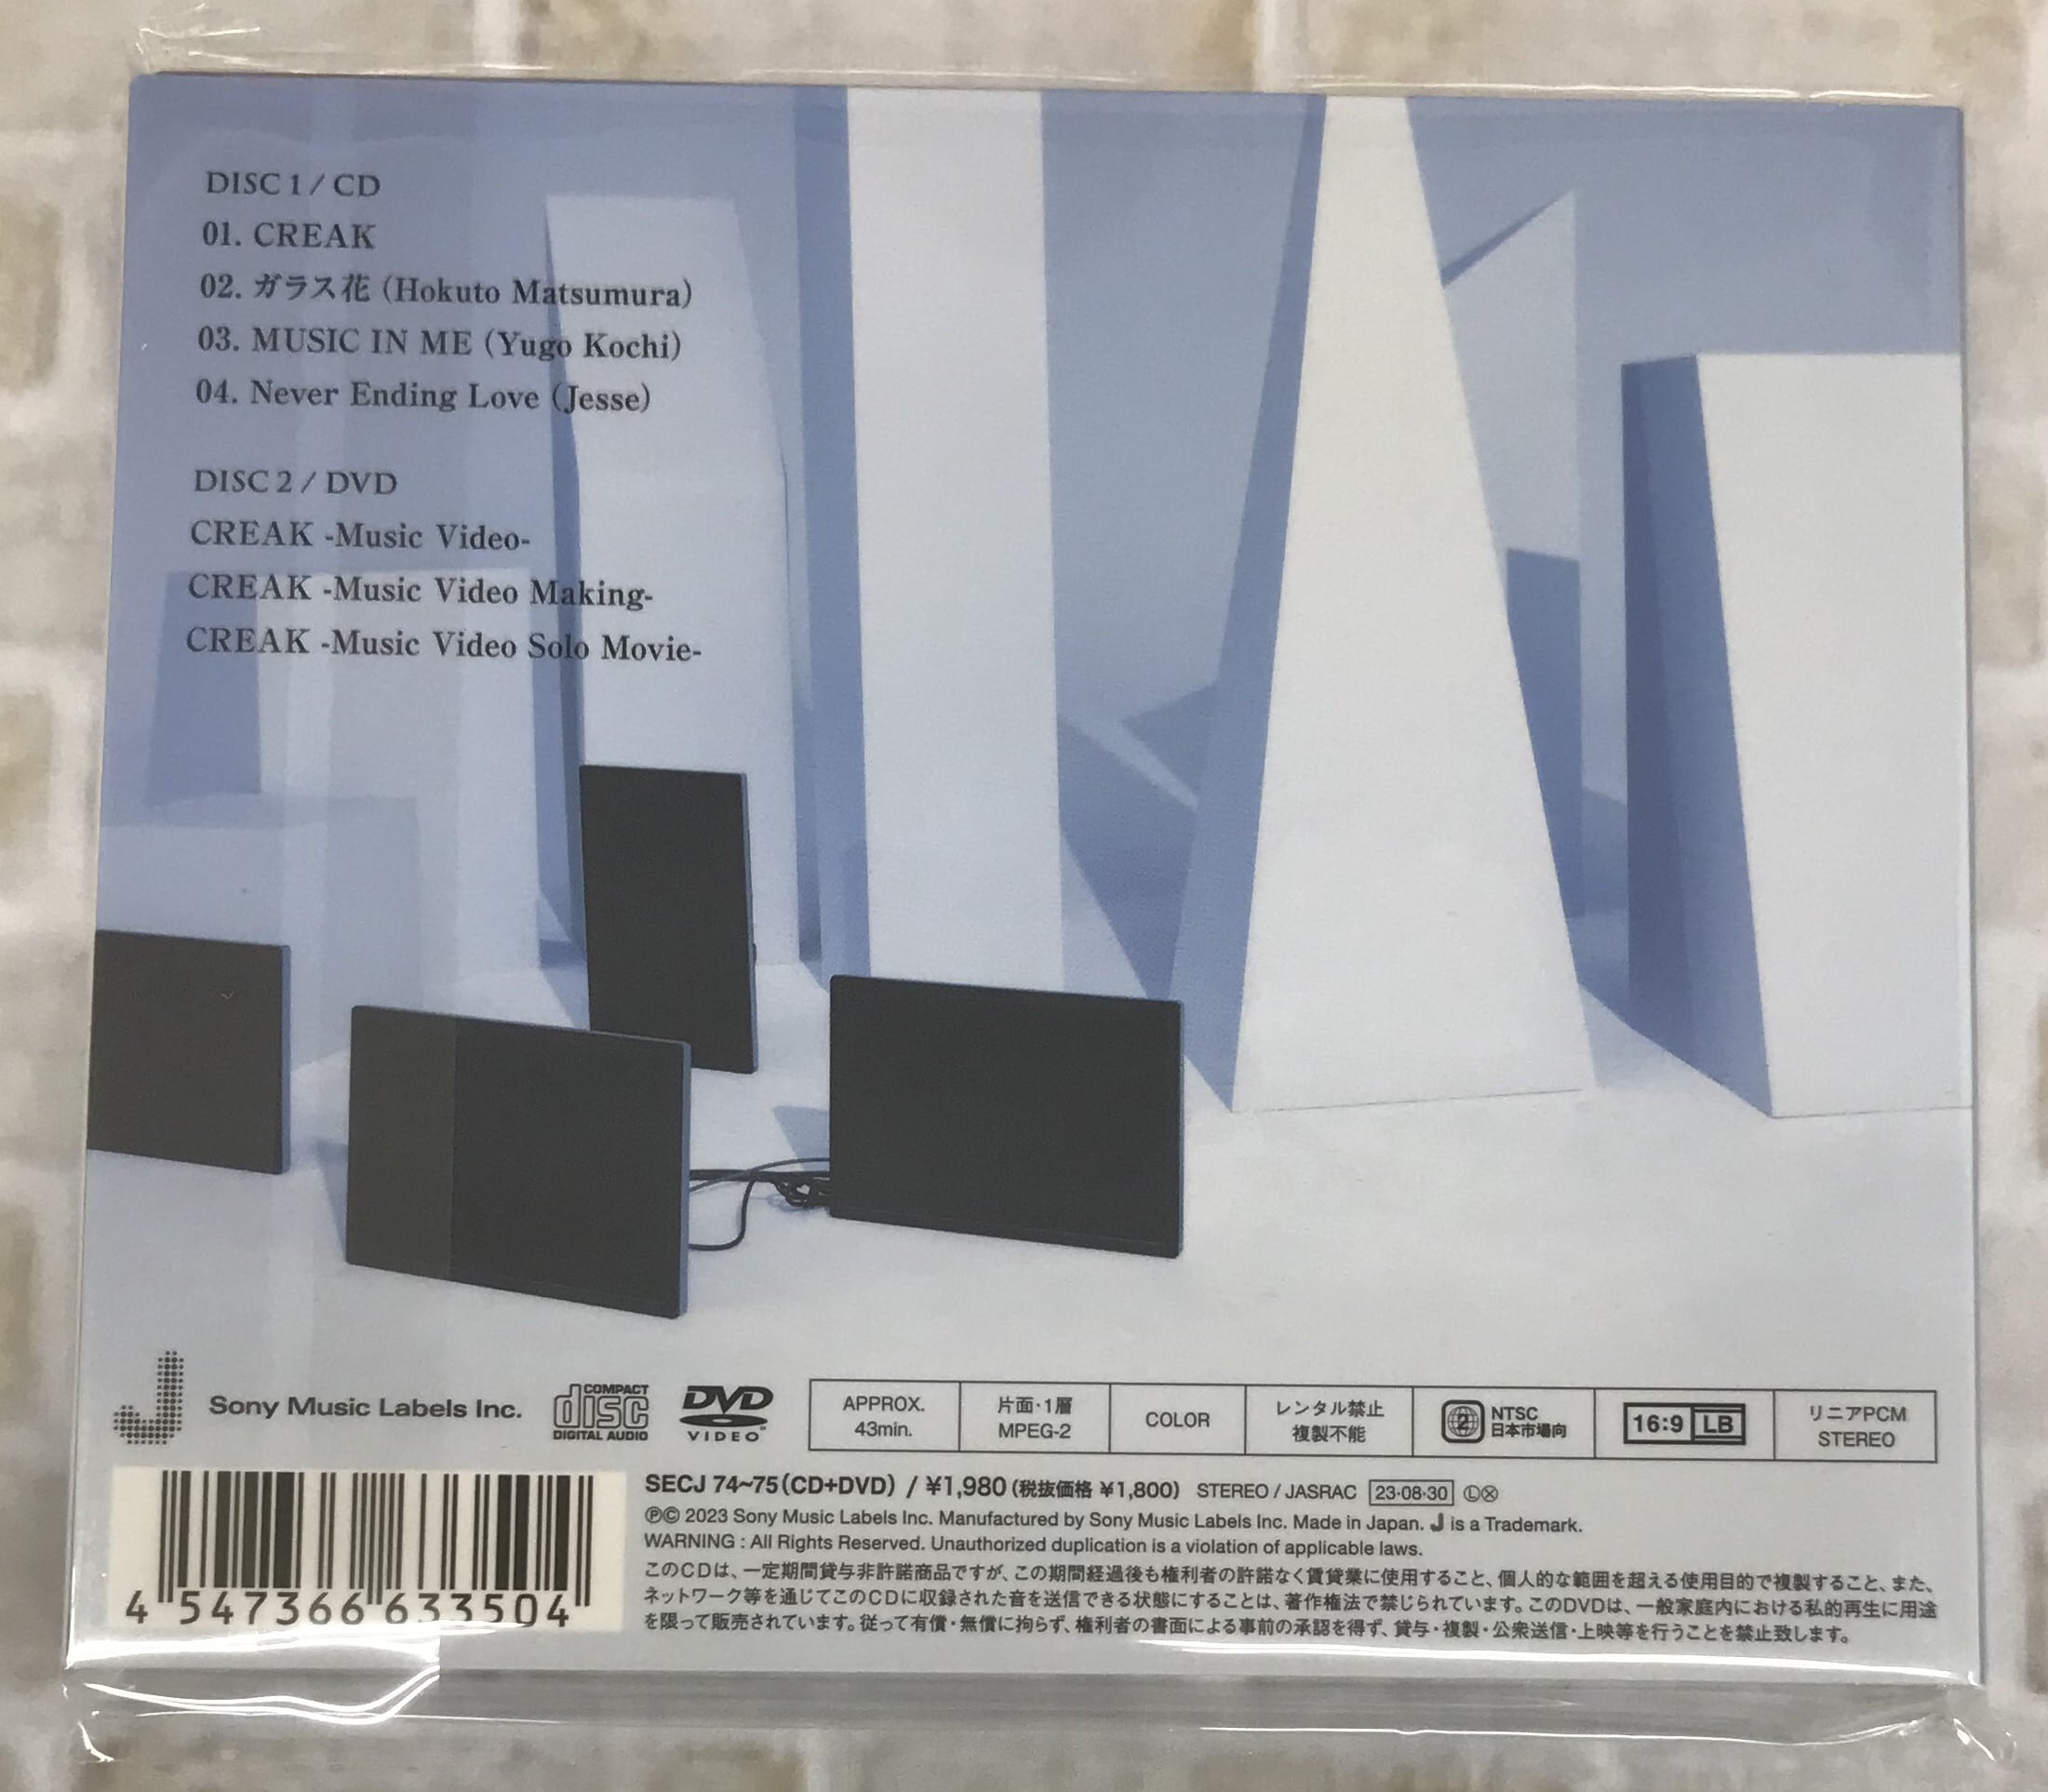 DISC 1 / CD
01. CREAK
02. ガラス花 (Hokuto Matsumura)
03. MUSIC IN ME (Yugo Kochi)
04. Never Ending Love (Jesse)
DISC 2 / DVD
CREAK -Music Video-
CREAK -Music Video Making-
CREAK -Music Video Solo Movie-
J Sony Music Labels Inc.
COMPACT disc DIGITAL AUDIO
DVD VIDEO™
APPROX. 43min.
片面・1層 MPEG-2
COLOR
レンタル禁止 複製不能
2 NTSC 日本市場向
16:9 LB
リニアPCM STEREO
SECJ 74~75(CD+DVD) / ¥1,980(税抜価格 ¥1,800) STEREO / JASRAC 23・08・30 ⓁⓍ
ⓅⒸ 2023 Sony Music Labels Inc. Manufactured by Sony Music Labels Inc. Made in Japan. J is a Trademark.
WARNING : All Rights Reserved. Unauthorized duplication is a violation of applicable laws.
このCDは、一定期間貸与非許諾商品ですが、この期間経過後も権利者の許諾なく賃貸業に使用すること、個人的な範囲を超える使用目的で複製すること、また、
ネットワーク等を通じてこのCDに収録された音を送信できる状態にすることは、著作権法で禁じられています。このDVDは、一般家庭内における私的再生に用途
を限って販売されています。従って有償・無償に拘らず、権利者の書面による事前の承認を得ず、貸与・複製・公衆送信・上映等を行うことを禁止致します。
4 547366 633504